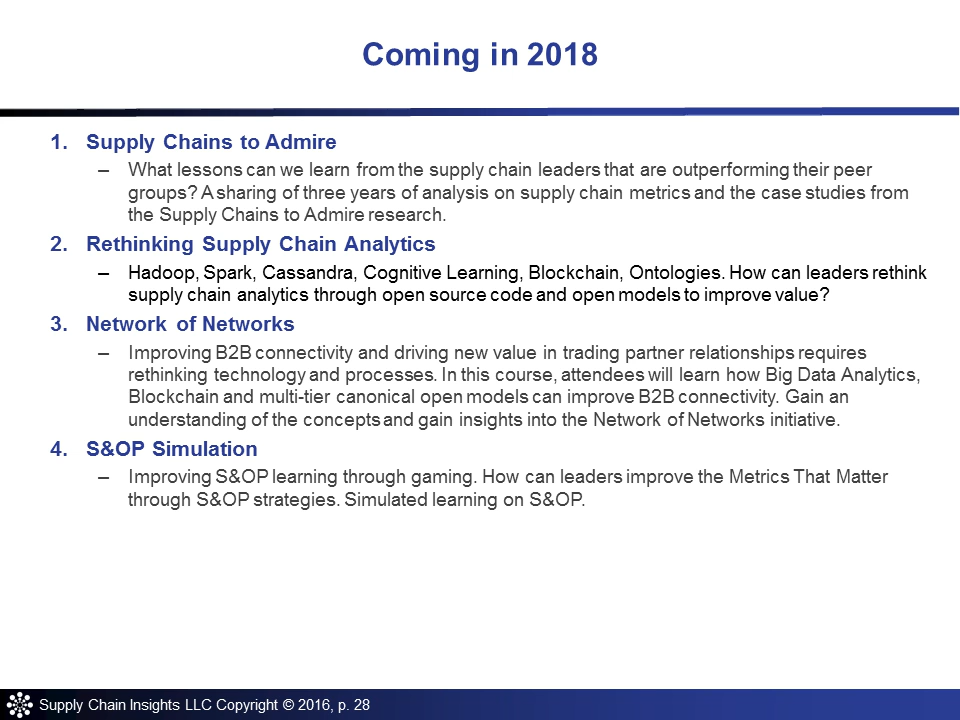 Coming in 2018
1. Supply Chains to Admire
– What lessons can we learn from the supply chain leaders that are outperforming their peer
groups? A sharing of three years of analysis on supply chain metrics and the case studies from
the Supply Chains to Admire research.
2. Rethinking Supply Chain Analytics
– Hadoop, Spark, Cassandra, Cognitive Learning, Blockchain, Ontologies. How can leaders rethink
supply chain analytics through open source code and open models to improve value?
3. Network of Networks
– Improving B2B connectivity and driving new value in trading partner relationships requires
rethinking technology and processes. In this course, attendees will learn how Big Data Analytics,
Blockchain and multi-tier canonical open models can improve B2B connectivity. Gain an
understanding of the concepts and gain insights into the Network of Networks initiative.
4. S&OP Simulation
– Improving S&OP learning through gaming. How can leaders improve the Metrics That Matter
through S&OP strategies. Simulated learning on S&OP.
Supply Chain Insights LLC Copyright © 2016, p. 28